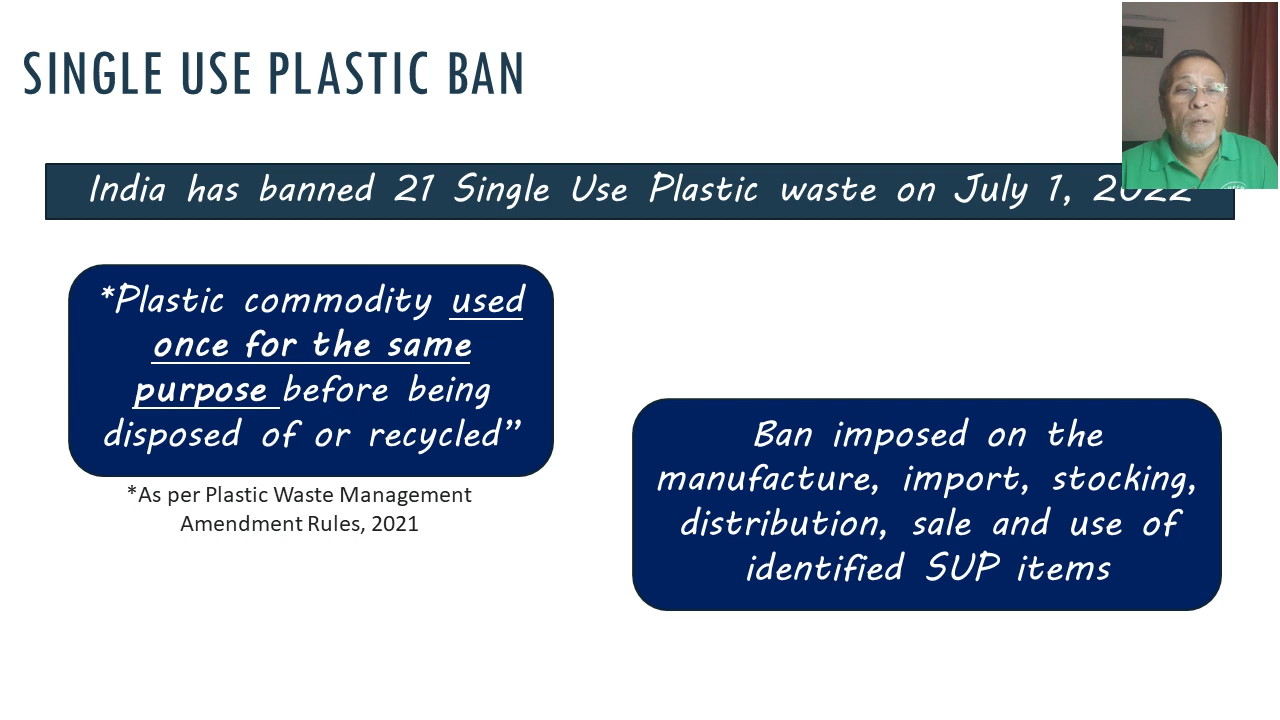 SINGLE USE PLASTIC BAN
India has banned 21 Single Use Plastic waste on July 1, 2022
*Plastic commodity used
once for the same
purpose before being
disposed of or recycled”
*As per Plastic Waste Management
Amendment Rules, 2021
Ban imposed on the
manufacture, import, stocking,
distribution, sale and use of
identified SUP items